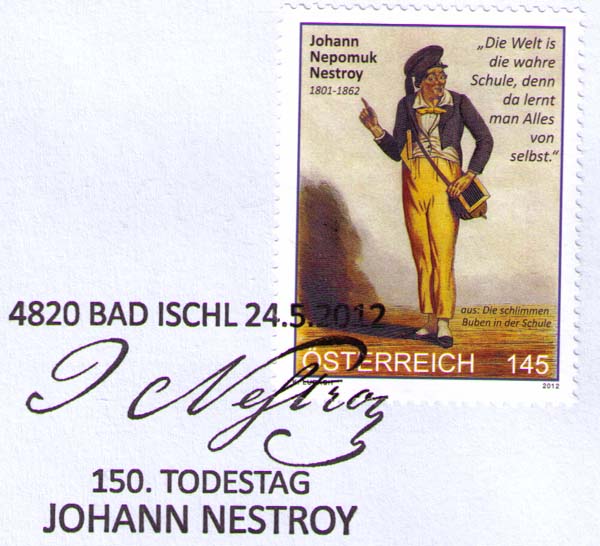 Johann
Nepomuk
Nestroy
1801-1862
„Die Welt is
die wahre
Schule, denn
da lernt
man Alles
von
selbst.“
aus: Die schlimmen
Buben in der Schule
ÖSTERREICH 145
2012
4820 BAD ISCHL 24.5.2012
J Nestroy
150. TODESTAG
JOHANN NESTROY